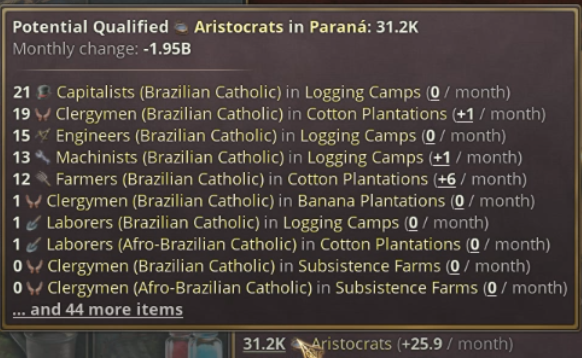 Potential Qualified Aristocrats in Paraná: 31.2K
Monthly change: -1.95B
21 Capitalists (Brazilian Catholic) in Logging Camps (0 / month)
19 Clergymen (Brazilian Catholic) in Cotton Plantations (+1 / month)
15 Engineers (Brazilian Catholic) in Logging Camps (0 / month)
13 Machinists (Brazilian Catholic) in Logging Camps (+1 / month)
12 Farmers (Brazilian Catholic) in Cotton Plantations (+6 / month)
1 Clergymen (Brazilian Catholic) in Banana Plantations (0 / month)
1 Laborers (Brazilian Catholic) in Logging Camps (0 / month)
1 Laborers (Afro-Brazilian Catholic) in Cotton Plantations (0 / month)
0 Clergymen (Brazilian Catholic) in Subsistence Farms (0 / month)
0 Clergymen (Afro-Brazilian Catholic) in Subsistence Farms (0 / month)
... and 44 more items
31.2K Aristocrats (+25.9 / month)